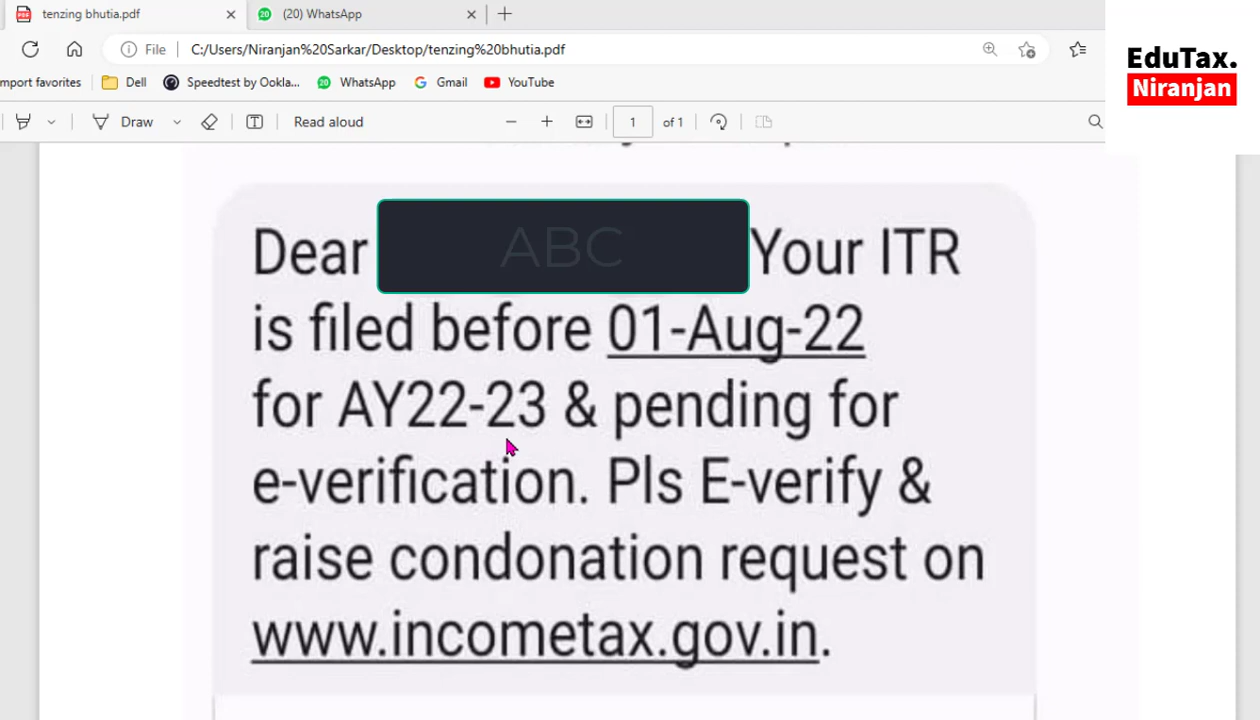 tenzing bhutia.pdf
(20) WhatsApp
EduTax.
Niranjan
File C:/Users/Niranjan%20Sarkar/Desktop/tenzing%20bhutia.pdf
mport favorites Dell Speedtest by Ookla... WhatsApp Gmail YouTube
Draw Read aloud 1 of 1
Dear ABC Your ITR
is filed before 01-Aug-22
for AY22-23 & pending for
e-verification. Pls E-verify &
raise condonation request on
www.incometax.gov.in.